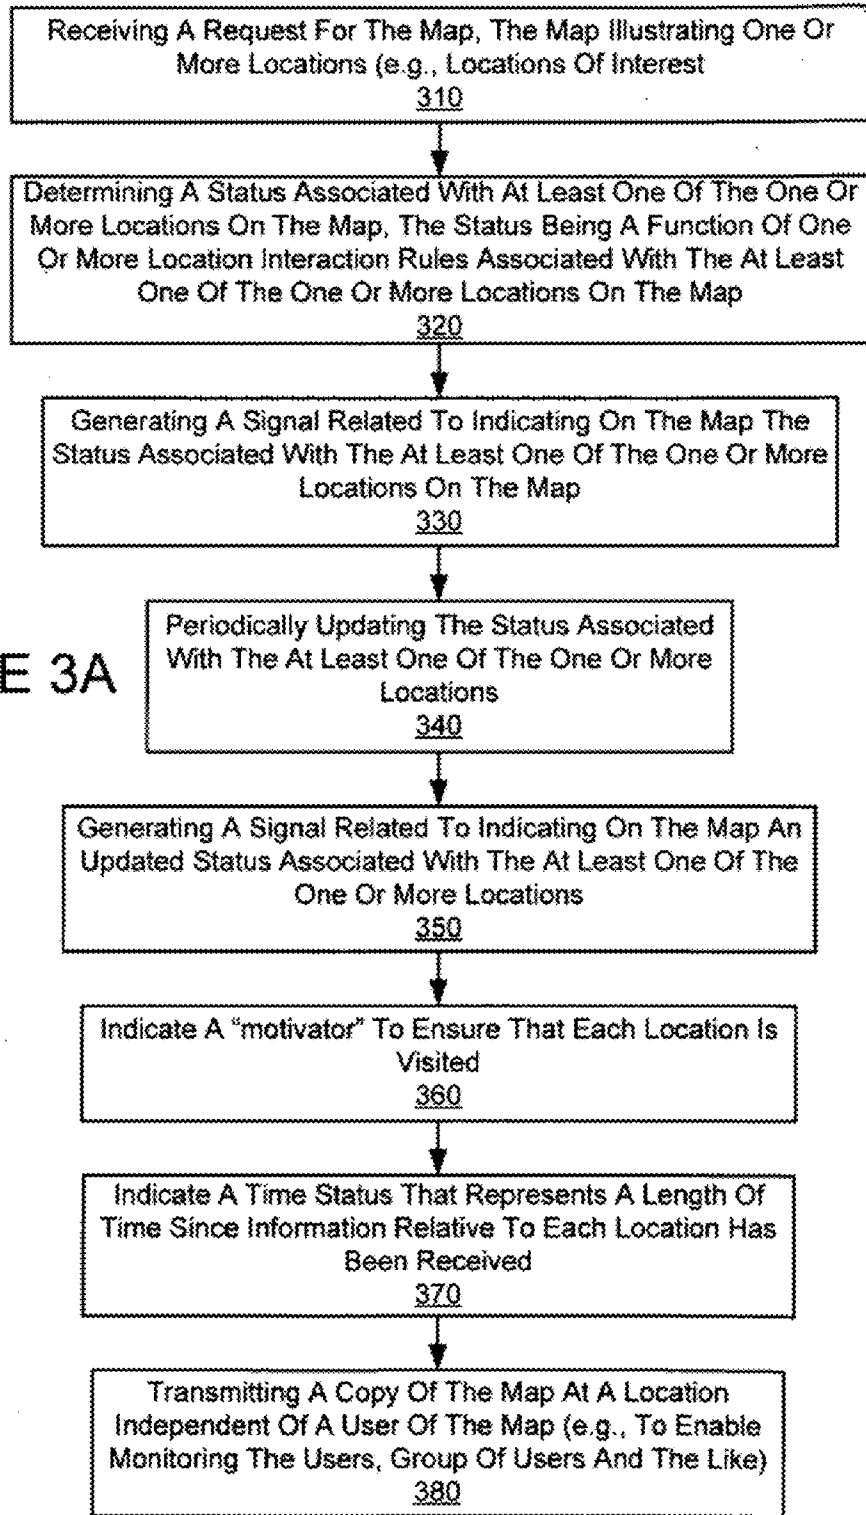 Receiving A Request For The Map, The Map Illustrating One Or
More Locations (e.g., Locations Of Interest
310
Determining A Status Associated With At Least One Of The One Or
More Locations On The Map, The Status Being A Function Of One
Or More Location Interaction Rules Associated With The At Least
One Of The One Or More Locations On The Map
320
Generating A Signal Related To Indicating On The Map The
Status Associated With The At Least One Of The One Or More
Locations On The Map
330
E 3A
Periodically Updating The Status Associated
With The At Least One Of The One Or More
Locations
340
Generating A Signal Related To Indicating On The Map An
Updated Status Associated With The At Least One Of The
One Or More Locations
350
Indicate A "motivator" To Ensure That Each Location Is
Visited
360
Indicate A Time Status That Represents A Length Of
Time Since Information Relative To Each Location Has
Been Received
370
Transmitting A Copy Of The Map At A Location
Independent Of A User Of The Map (e.g., To Enable
Monitoring The Users, Group Of Users And The Like)
380